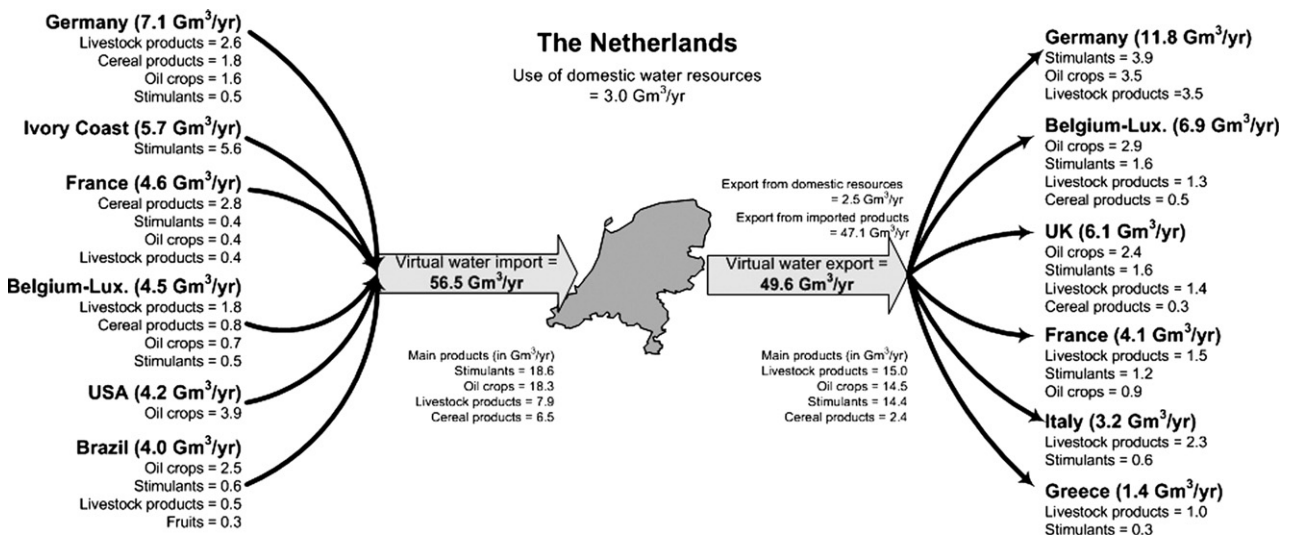 Germany (7.1 Gm³/yr)
Livestock products = 2.6
Cereal products = 1.8
Oil crops = 1.6
Stimulants = 0.5
Ivory Coast (5.7 Gm³/yr)
Stimulants = 5.6
France (4.6 Gm³/yr)
Cereal products = 2.8
Stimulants = 0.4
Oil crops = 0.4
Livestock products = 0.4
Belgium-Lux. (4.5 Gm³/yr)
Livestock products = 1.8
Cereal products = 0.8
Oil crops = 0.7
Stimulants = 0.5
USA (4.2 Gm³/yr)
Oil crops = 3.9
Brazil (4.0 Gm³/yr)
Oil crops = 2.5
Stimulants = 0.6
Livestock products = 0.5
Fruits = 0.3
The Netherlands
Use of domestic water resources
= 3.0 Gm³/yr
Virtual water import =
56.5 Gm³/yr
Main products (in Gm³/yr)
Stimulants = 18.6
Oil crops = 18.3
Livestock products = 7.9
Cereal products = 6.5
Export from domestic resources
= 2.5 Gm³/yr
Export from imported products
= 47.1 Gm³/yr
Virtual water export =
49.6 Gm³/yr
Main products (in Gm³/yr)
Livestock products = 15.0
Oil crops = 14.5
Stimulants = 14.4
Cereal products = 2.4
Germany (11.8 Gm³/yr)
Stimulants = 3.9
Oil crops = 3.5
Livestock products =3.5
Belgium-Lux. (6.9 Gm³/yr)
Oil crops = 2.9
Stimulants = 1.6
Livestock products = 1.3
Cereal products = 0.5
UK (6.1 Gm³/yr)
Oil crops = 2.4
Stimulants = 1.6
Livestock products = 1.4
Cereal products = 0.3
France (4.1 Gm³/yr)
Livestock products = 1.5
Stimulants = 1.2
Oil crops = 0.9
Italy (3.2 Gm³/yr)
Livestock products = 2.3
Stimulants = 0.6
Greece (1.4 Gm³/yr)
Livestock products = 1.0
Stimulants = 0.3